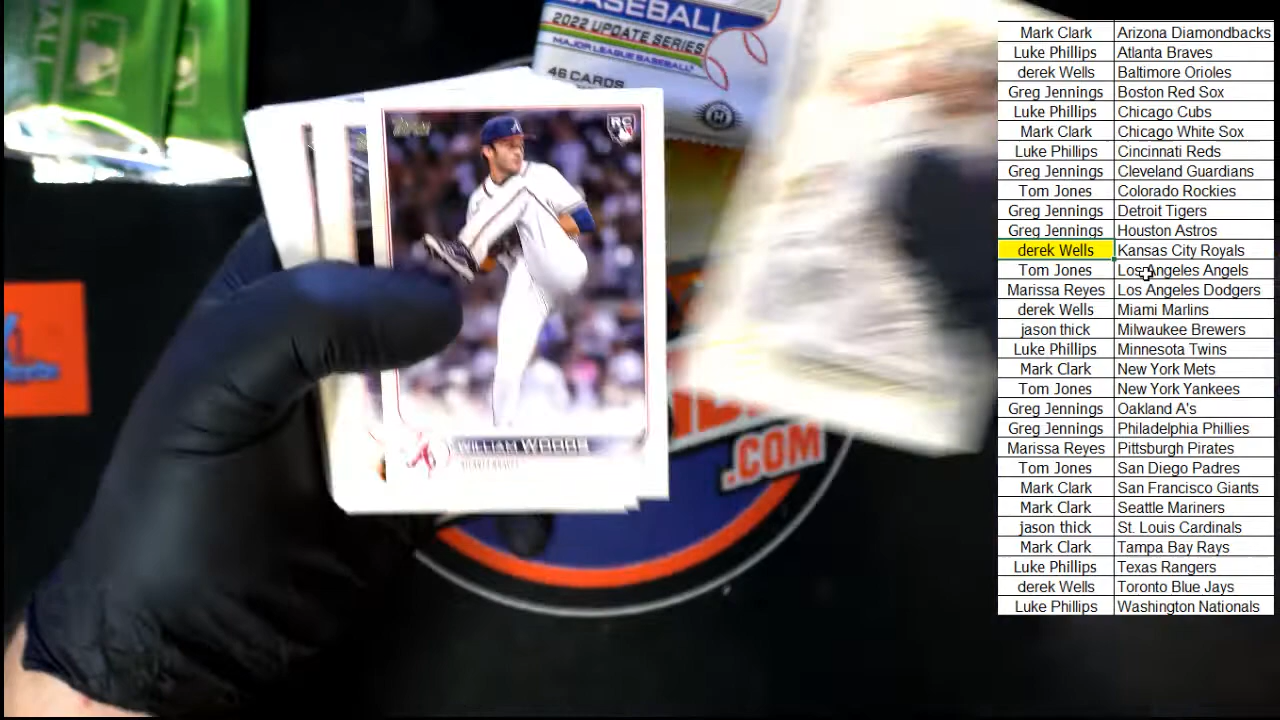 BASEBALL
2022 UPDATE SERIES
MAJOR LEAGUE BASEBALL
46 CARDS
Topps
RC
WILLIAM WOODS
.COM
Mark Clark Arizona Diamondbacks
Luke Phillips Atlanta Braves
derek Wells Baltimore Orioles
Greg Jennings Boston Red Sox
Luke Phillips Chicago Cubs
Mark Clark Chicago White Sox
Luke Phillips Cincinnati Reds
Greg Jennings Cleveland Guardians
Tom Jones Colorado Rockies
Greg Jennings Detroit Tigers
Greg Jennings Houston Astros
derek Wells Kansas City Royals
Tom Jones Los Angeles Angels
Marissa Reyes Los Angeles Dodgers
derek Wells Miami Marlins
jason thick Milwaukee Brewers
Luke Phillips Minnesota Twins
Mark Clark New York Mets
Tom Jones New York Yankees
Greg Jennings Oakland A's
Greg Jennings Philadelphia Phillies
Marissa Reyes Pittsburgh Pirates
Tom Jones San Diego Padres
Mark Clark San Francisco Giants
Mark Clark Seattle Mariners
jason thick St. Louis Cardinals
Mark Clark Tampa Bay Rays
Luke Phillips Texas Rangers
derek Wells Toronto Blue Jays
Luke Phillips Washington Nationals